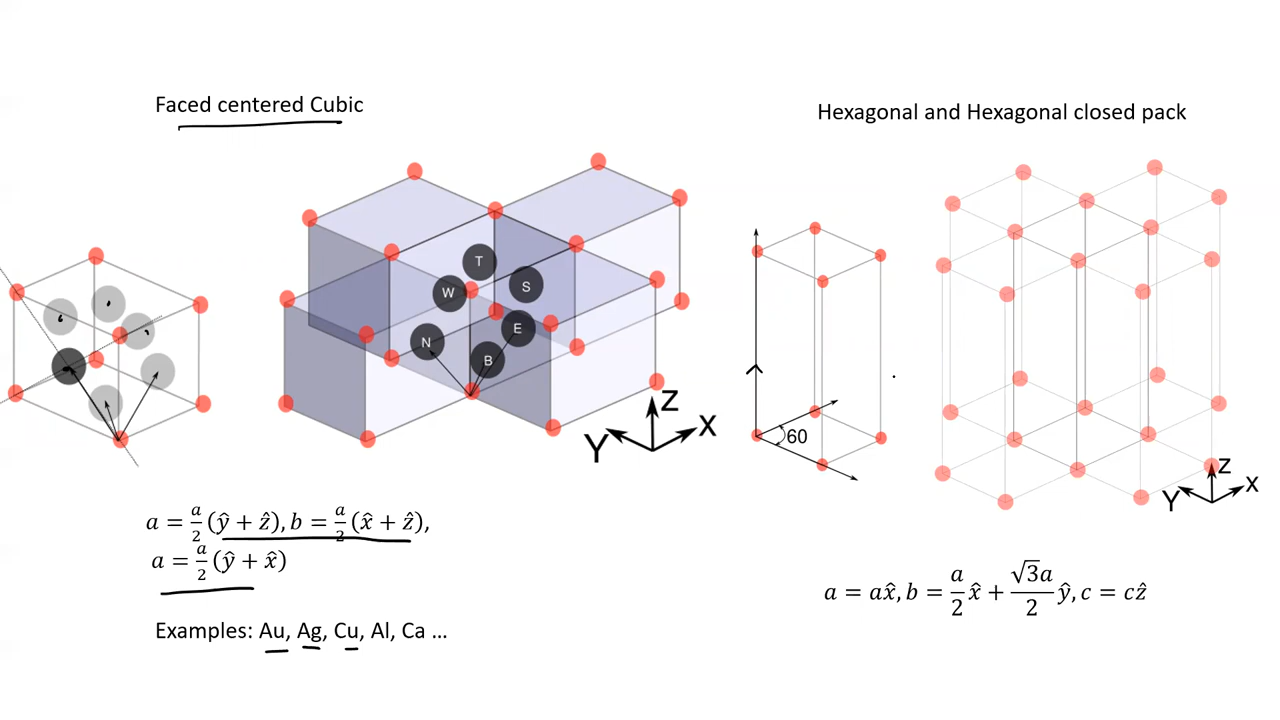 Faced centered Cubic
Hexagonal and Hexagonal closed pack
T
W
S
N
E
B
Z
X
Y
60
Z
X
Y
a = a/2 (ŷ + ẑ), b = a/2 (x̂ + ẑ),
a = a/2 (ŷ + x̂)
a = ax̂, b = a/2 x̂ + √3a/2 ŷ, c = cẑ
Examples: Au, Ag, Cu, Al, Ca ...